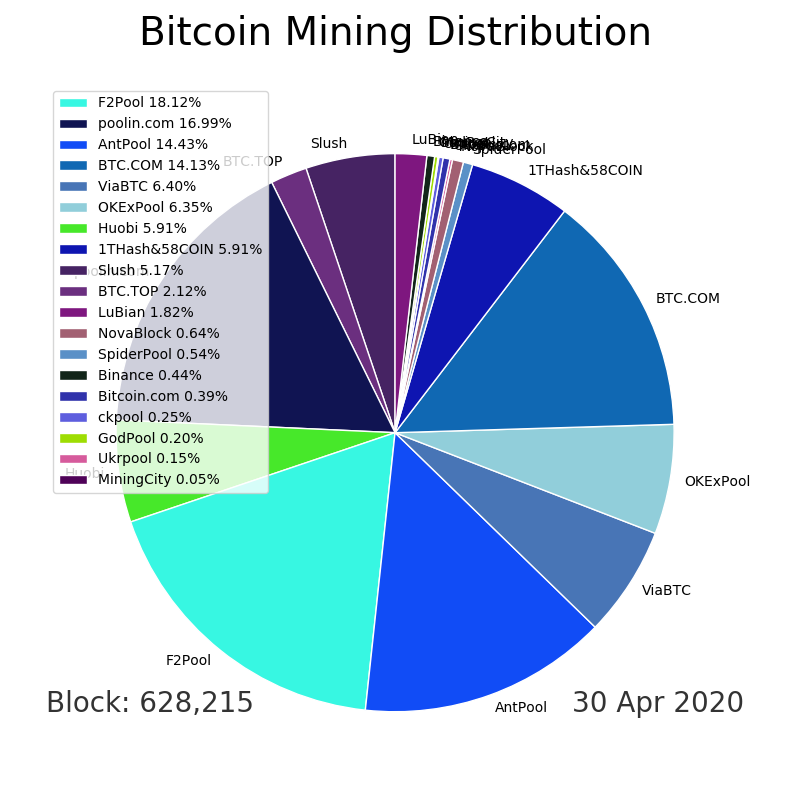 Bitcoin Mining Distribution
F2Pool 18.12%
poolin.com 16.99%
AntPool 14.43%
BTC.COM 14.13%
ViaBTC 6.40%
OKExPool 6.35%
Huobi 5.91%
1THash&58COIN 5.91%
Slush 5.17%
BTC.TOP 2.12%
LuBian 1.82%
NovaBlock 0.64%
SpiderPool 0.54%
Binance 0.44%
Bitcoin.com 0.39%
ckpool 0.25%
GodPool 0.20%
Ukrpool 0.15%
MiningCity 0.05%
Slush
BTC.TOP
LuBian
SpiderPool
1THash&58COIN
BTC.COM
OKExPool
Huobi
ViaBTC
F2Pool
AntPool
Block: 628,215
30 Apr 2020